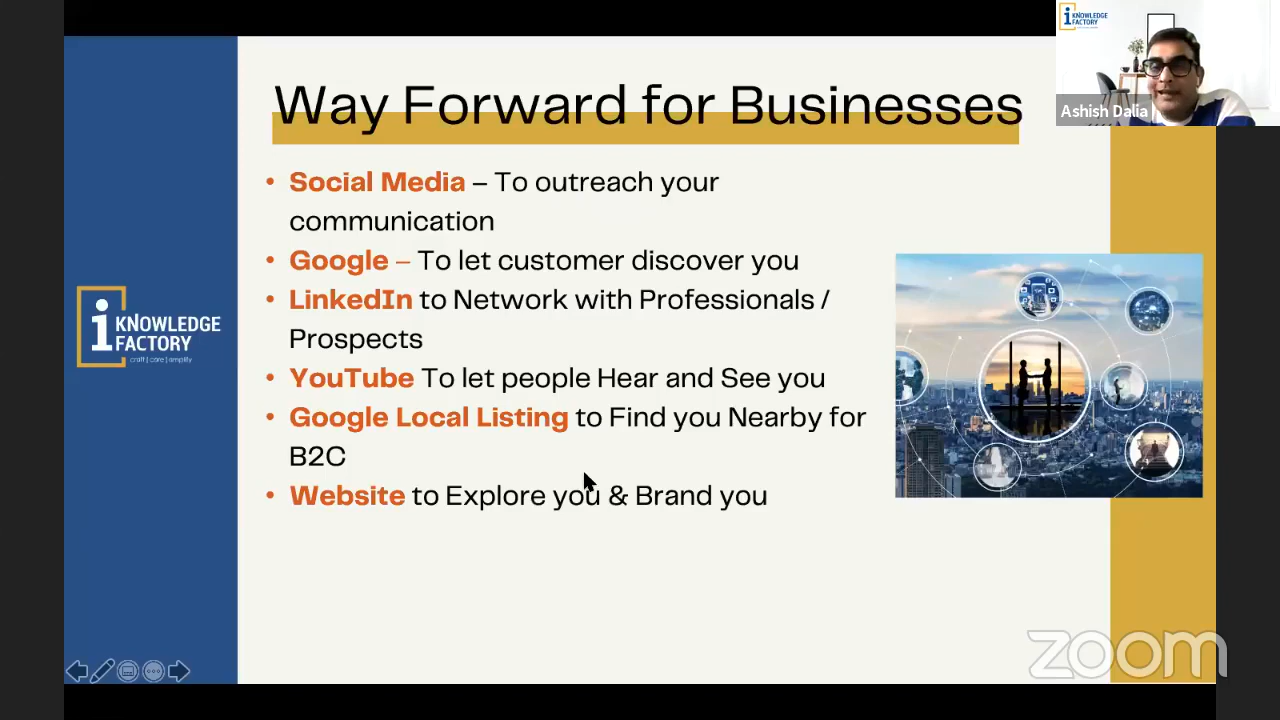 Way Forward for Businesses
• Social Media – To outreach your
communication
• Google – To let customer discover you
• LinkedIn to Network with Professionals /
Prospects
• YouTube To let people Hear and See you
• Google Local Listing to Find you Nearby for
B2C
• Website to Explore you & Brand you
i KNOWLEDGE
FACTORY
craft | care | amplify
i KNOWLEDGE
FACTORY
Ashish Dalia
zoom